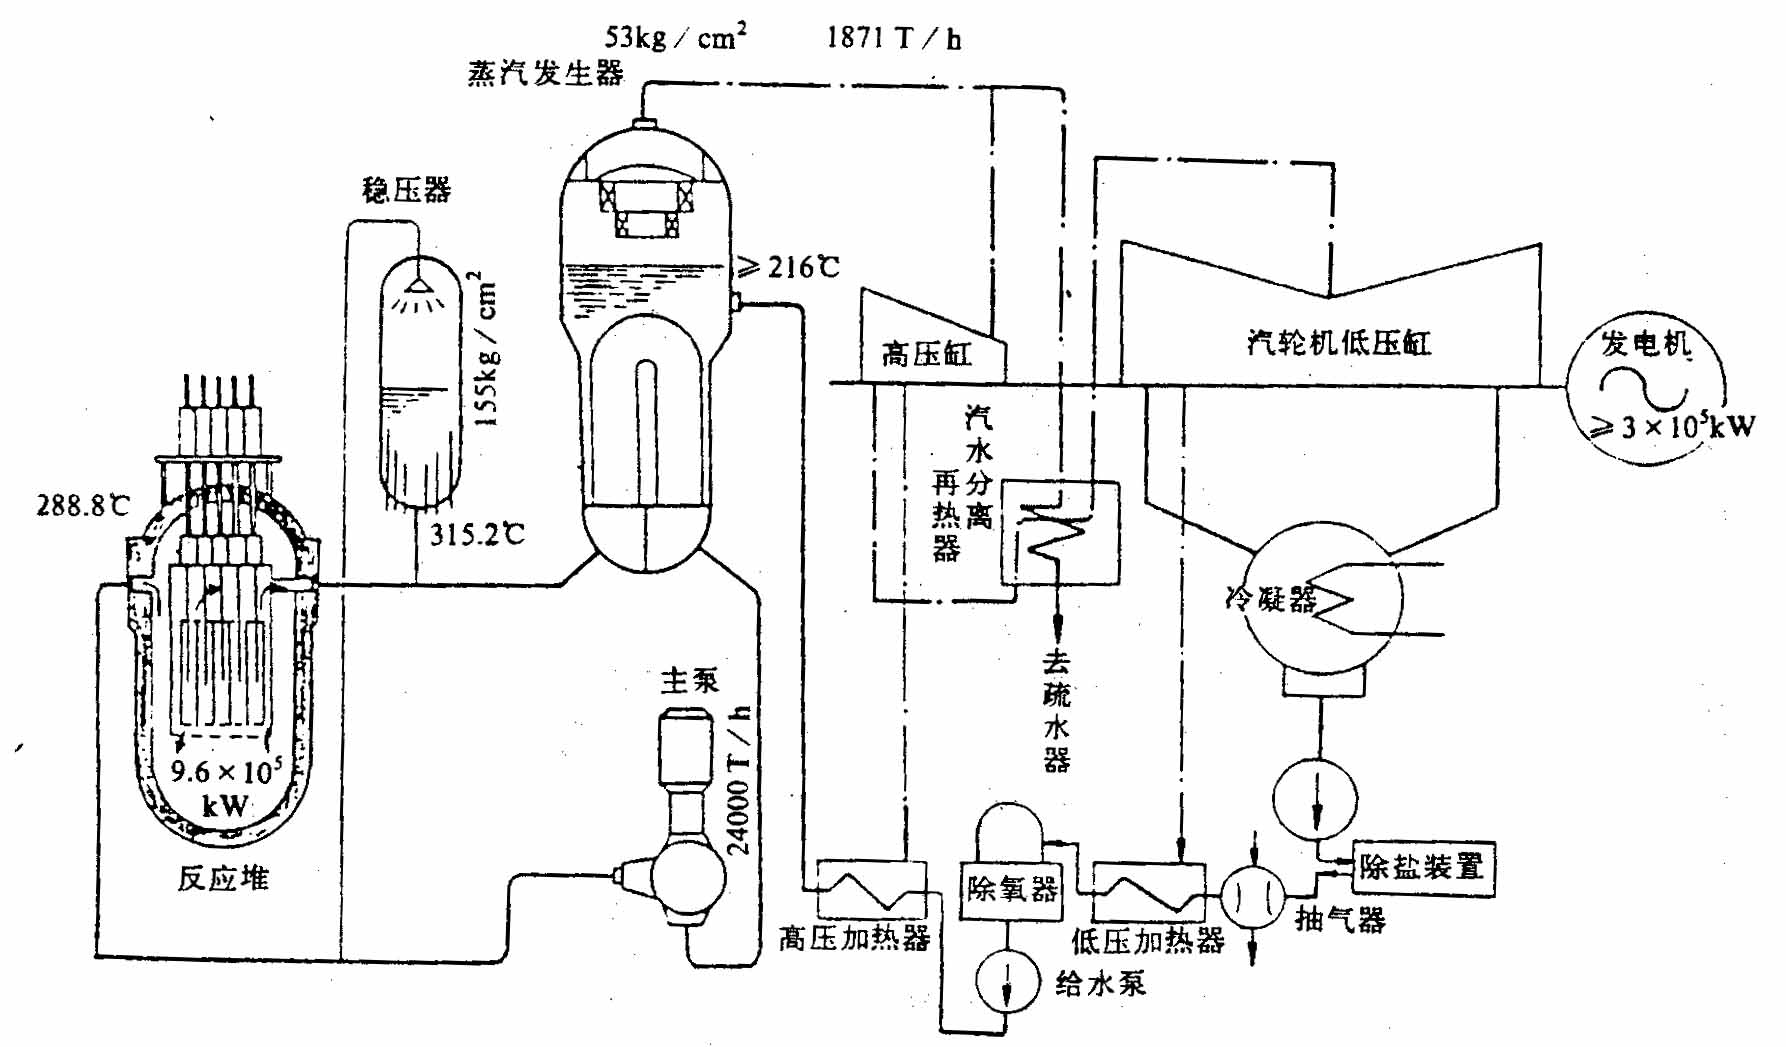 53kg/cm²
1871T/h
蒸汽发生器
稳压器
≥216℃
155kg/cm²
高压缸
汽轮机低压缸
发电机
≥3×10⁵kW
汽水分离
再热器
288.8℃
315.2℃
冷凝器
去疏水器
主泵
24000T/h
9.6×10⁵
kW
反应堆
除氧器
除盐装置
抽气器
高压加热器
低压加热器
给水泵